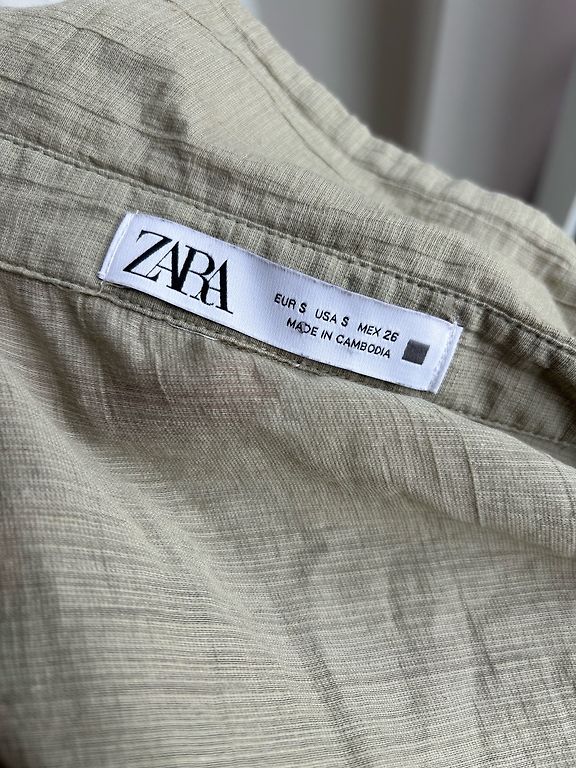 ZARA
EUR S USA S MEX 26
MADE IN CAMBODIA